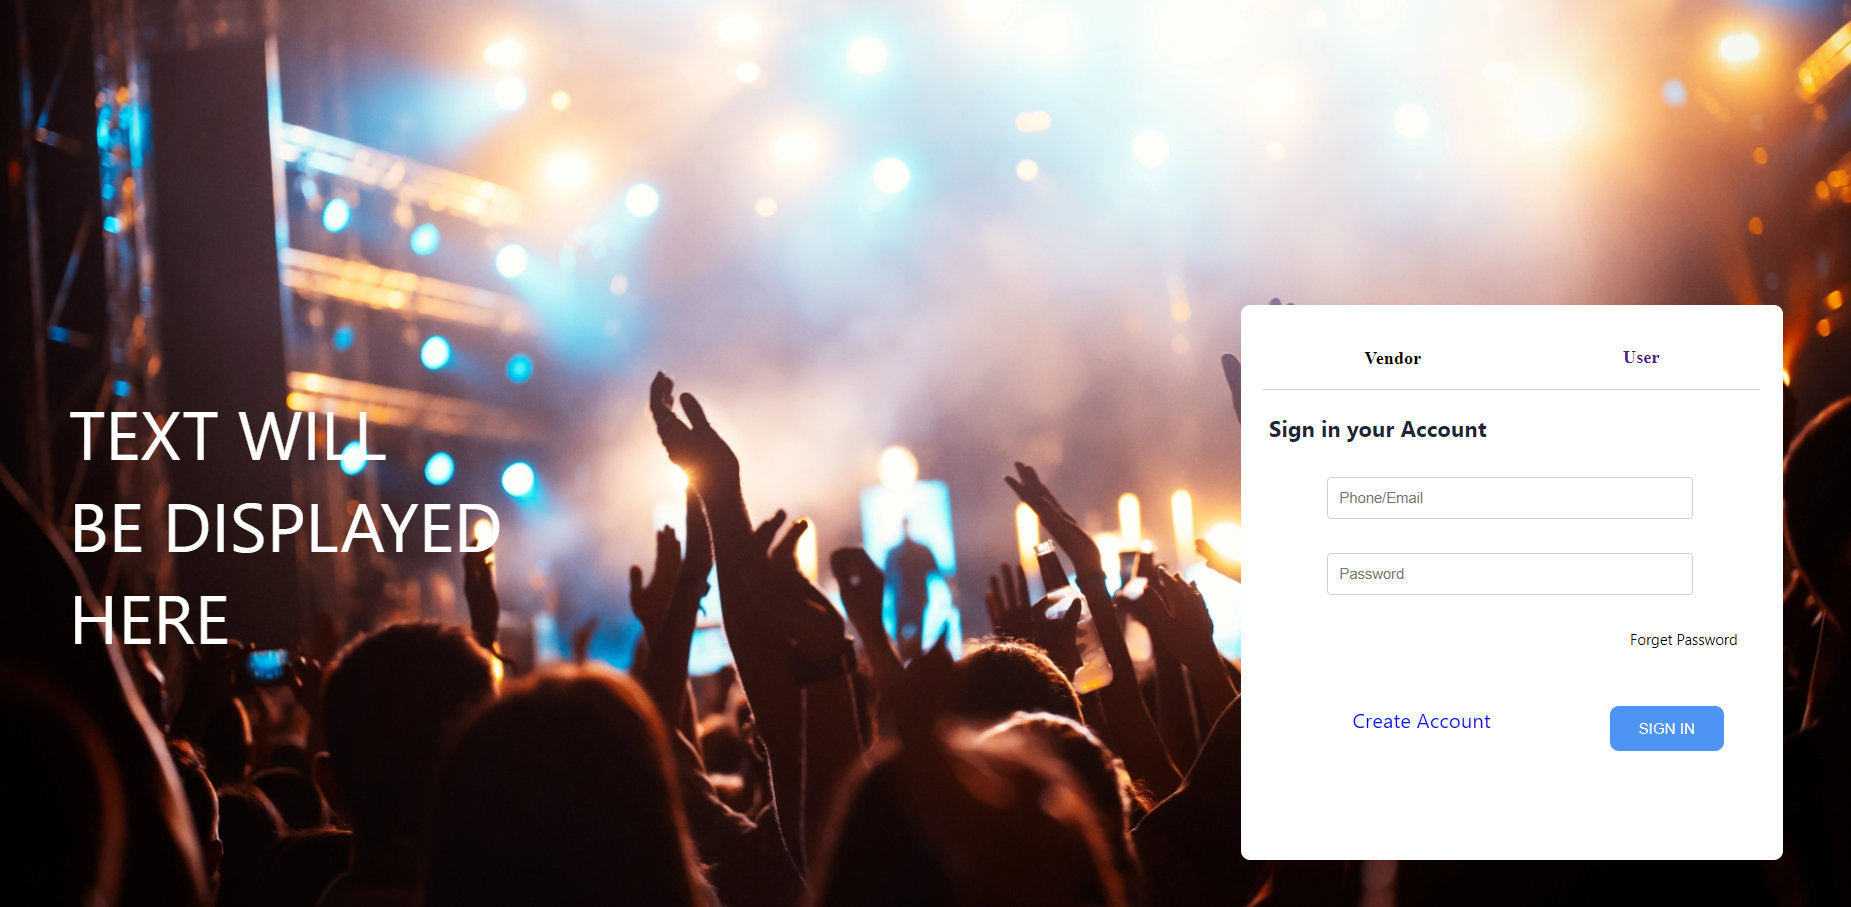 TEXT WILL
BE DISPLAYED
HERE
Vendor User
Sign in your Account
Phone/Email
Password
Forget Password
Create Account SIGN IN